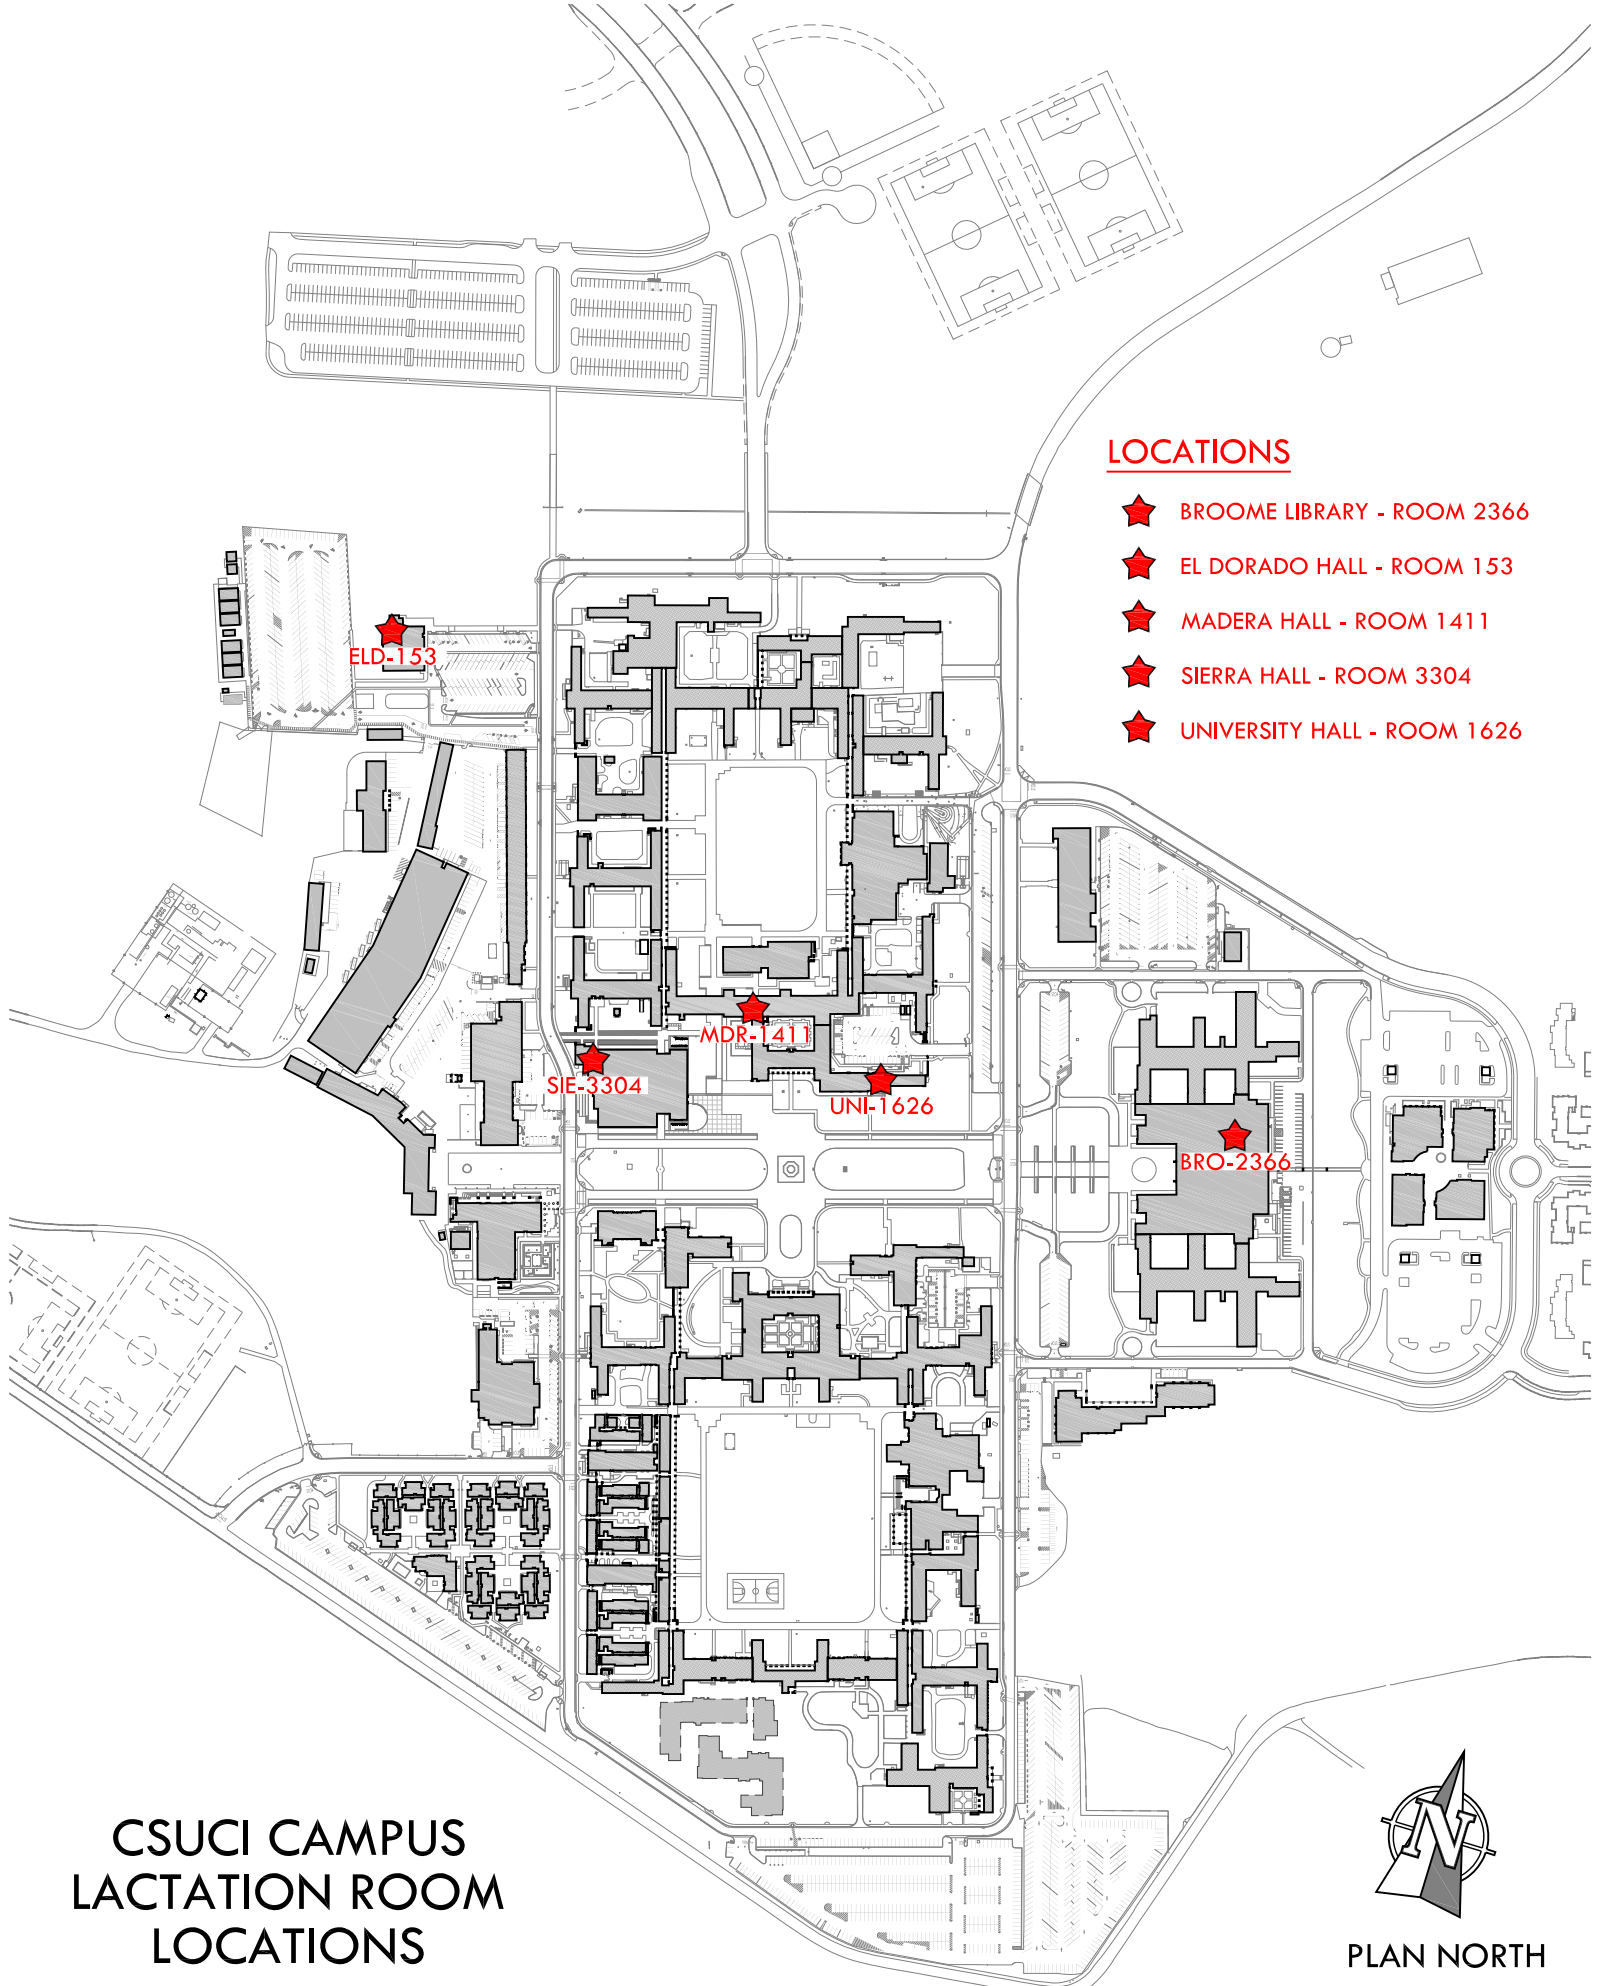 LOCATIONS
BROOME LIBRARY - ROOM 2366
EL DORADO HALL - ROOM 153
MADERA HALL - ROOM 1411
SIERRA HALL - ROOM 3304
UNIVERSITY HALL - ROOM 1626
ELD-153
MDR-1411
SIE-3304
UNI-1626
BRO-2366
CSUCI CAMPUS
LACTATION ROOM
LOCATIONS
N
PLAN NORTH